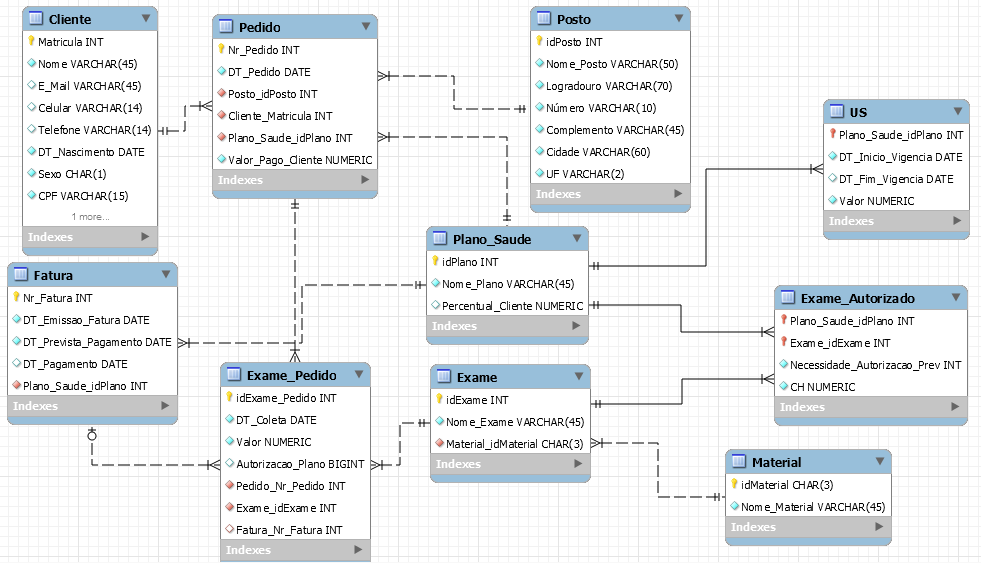 Cliente
Matricula INT
Nome VARCHAR(45)
E_Mail VARCHAR(45)
Celular VARCHAR(14)
Telefone VARCHAR(14)
DT_Nascimento DATE
Sexo CHAR(1)
CPF VARCHAR(15)
1 more...
Indexes
Pedido
Nr_Pedido INT
DT_Pedido DATE
Posto_idPosto INT
Cliente_Matricula INT
Plano_Saude_idPlano INT
Valor_Pago_Cliente NUMERIC
Indexes
Posto
idPosto INT
Nome_Posto VARCHAR(50)
Logradouro VARCHAR(70)
Número VARCHAR(10)
Complemento VARCHAR(45)
Cidade VARCHAR(60)
UF VARCHAR(2)
Indexes
US
Plano_Saude_idPlano INT
DT_Inicio_Vigencia DATE
DT_Fim_Vigencia DATE
Valor NUMERIC
Indexes
Plano_Saude
idPlano INT
Nome_Plano VARCHAR(45)
Percentual_Cliente NUMERIC
Indexes
Fatura
Nr_Fatura INT
DT_Emissao_Fatura DATE
DT_Prevista_Pagamento DATE
DT_Pagamento DATE
Plano_Saude_idPlano INT
Indexes
Exame_Autorizado
Plano_Saude_idPlano INT
Exame_idExame INT
Necessidade_Autorizacao_Prev INT
CH NUMERIC
Indexes
Exame_Pedido
idExame_Pedido INT
DT_Coleta DATE
Valor NUMERIC
Autorizacao_Plano BIGINT
Pedido_Nr_Pedido INT
Exame_idExame INT
Fatura_Nr_Fatura INT
Indexes
Exame
idExame INT
Nome_Exame VARCHAR(45)
Material_idMaterial CHAR(3)
Indexes
Material
idMaterial CHAR(3)
Nome_Material VARCHAR(45)
Indexes